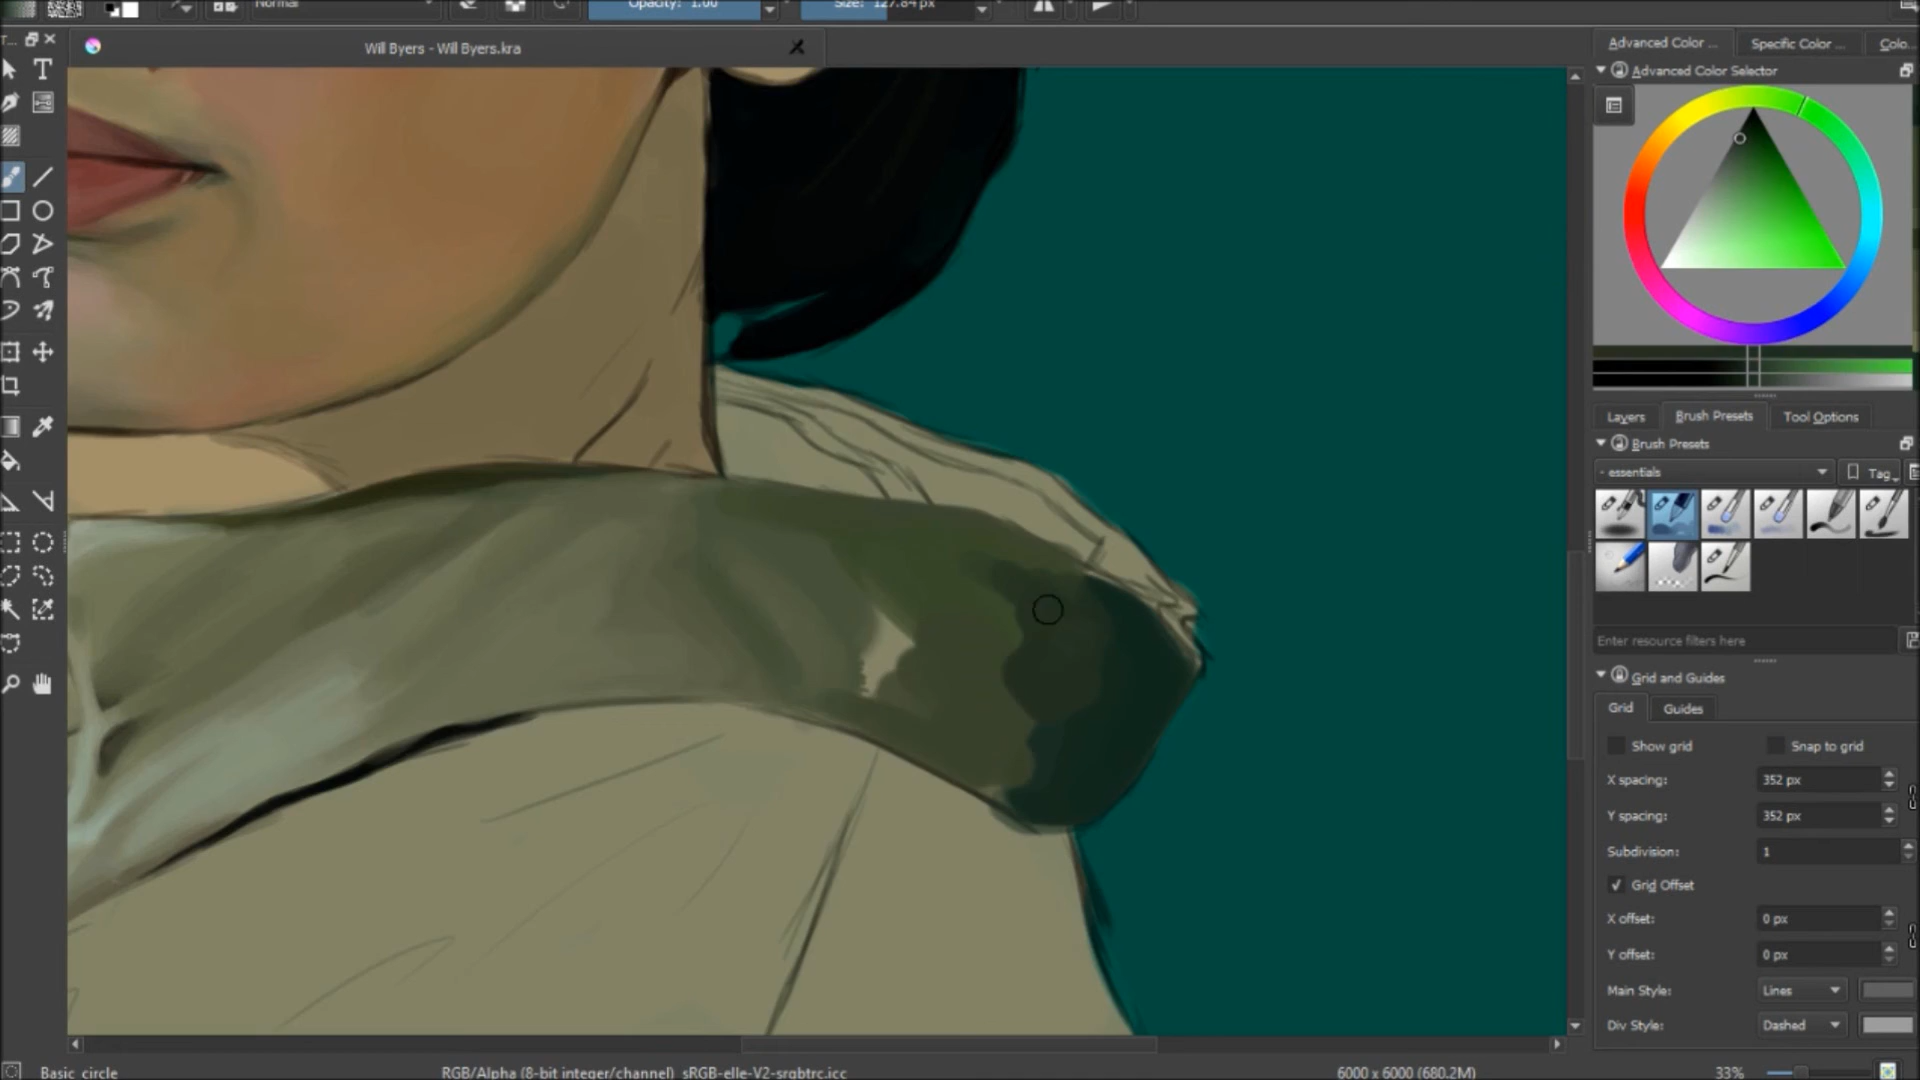 Normal
Opacity: 1.00
Size: 127.84 px
T...
Will Byers - Will Byers.kra
Advanced Color ...
Specific Color ...
Colo...
Advanced Color Selector
Layers
Brush Presets
Tool Options
Brush Presets
- essentials
Tag
Enter resource filters here
Grid and Guides
Grid
Guides
Show grid
Snap to grid
X spacing:
352 px
Y spacing:
352 px
Subdivision:
1
Grid Offset
X offset:
0 px
Y offset:
0 px
Main Style:
Lines
Div Style:
Dashed
Basic circle
RGB/Alpha (8-bit integer/channel) sRGB-elle-V2-srgbtrc.icc
6000 x 6000 (680.2M)
33%